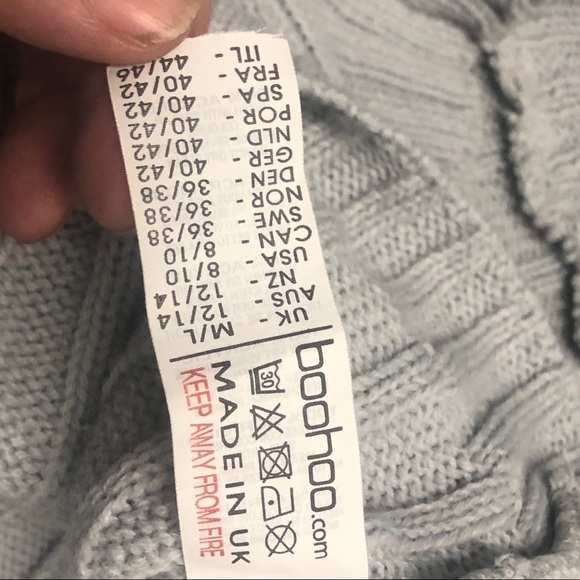 boohoo.com
30
MADE IN UK
KEEP AWAY FROM FIRE
UK - M/L
AUS - 12/14
NZ - 12/14
USA - 8/10
CAN - 8/10
SWE - 36/38
NOR - 36/38
DEN - 36/38
GER - 40/42
NLD - 40/42
POR - 40/42
SPA - 40/42
FRA - 40/42
ITL - 44/46